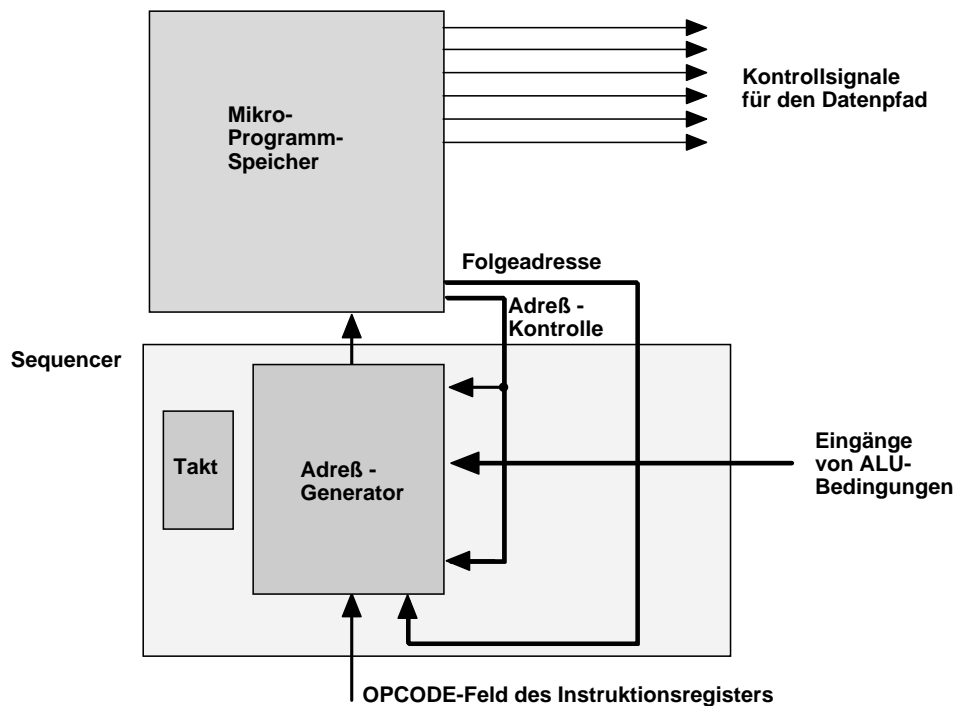 Kontrollsignale
für den Datenpfad
Mikro-
Programm-
Speicher
Folgeadresse
Adreß -
Kontrolle
Sequencer
Takt
Adreß -
Generator
Eingänge
von ALU-
Bedingungen
OPCODE-Feld des Instruktionsregisters